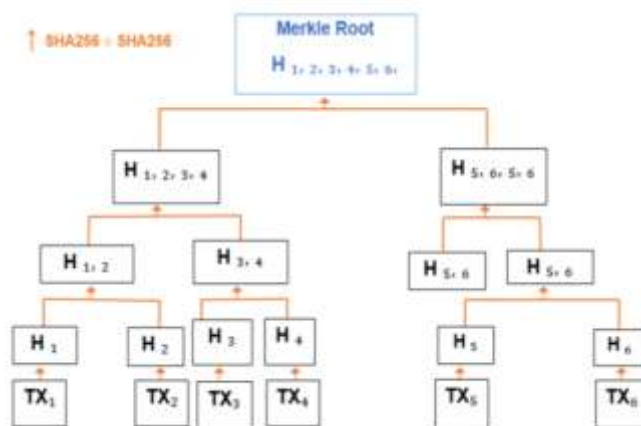 Merkle Root
SHA256 ○ SHA256
H 1, 2, 3, 4, 5, 6,
H 1, 2, 3, 4
H 5, 6, 5, 6
H 1, 2
H 3, 4
H 5, 6
H 5, 6
H 1
H 2
H 3
H 4
H 5
H 6
TX1
TX2
TX3
TX4
TX5
TX6